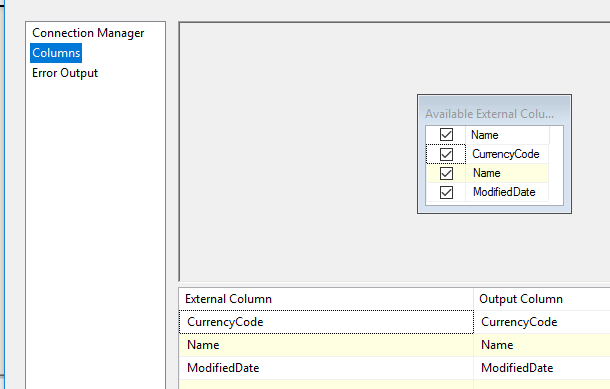 Connection Manager
Columns
Error Output
Available External Colu...
Name
CurrencyCode
Name
ModifiedDate
External Column Output Column
CurrencyCode CurrencyCode
Name Name
ModifiedDate ModifiedDate